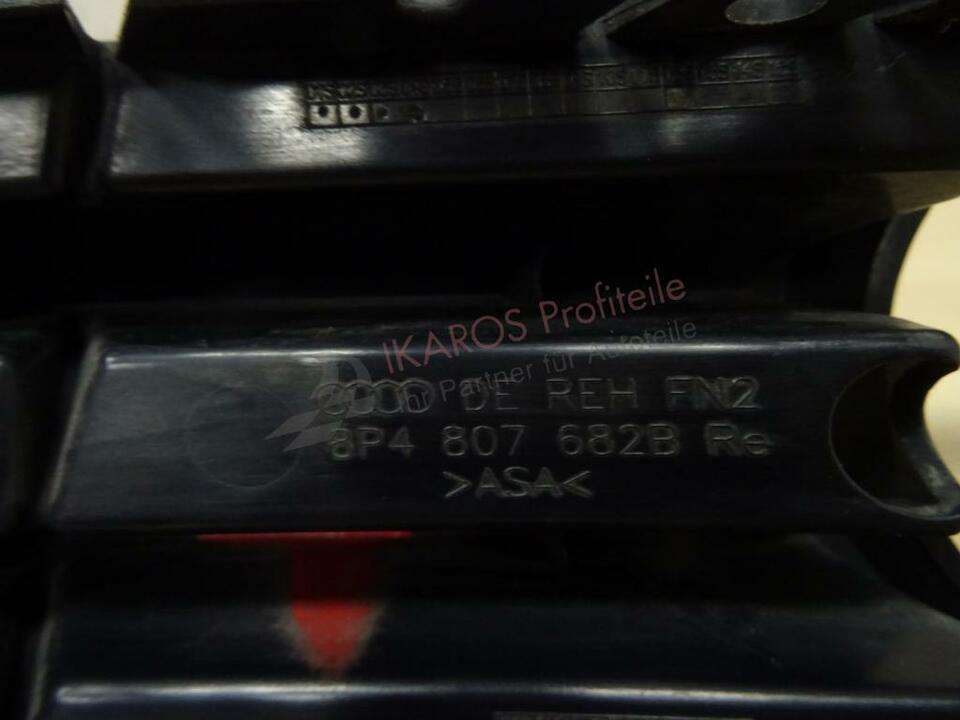 IKAROS Profiteile
Ihr Partner für Autoteile
DE REH FN2
8P4 807 682B Re
>ASA<